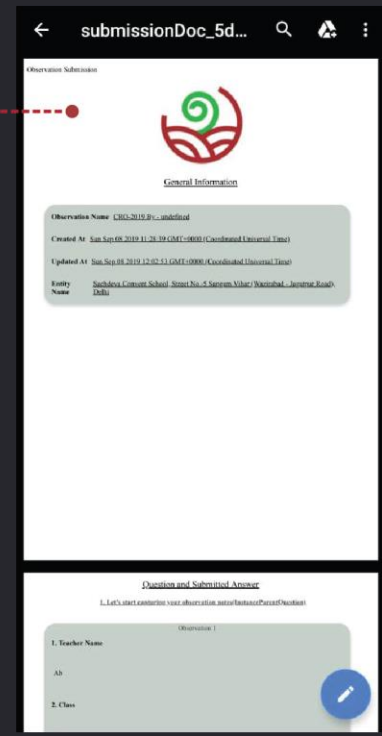 submissionDoc_5d...
Observation Submission
General Information
Observation Name CRO-2019 By - undefined
Created At Sun Sep 08 2019 11:28:39 GMT+0000 (Coordinated Universal Time)
Updated At Sun Sep 08 2019 12:02:53 GMT+0000 (Coordinated Universal Time)
Entity Sachdeva Convent School, Street No.-5 Sangam Vihar (Wazirabad - Road),
Name Delhi
Question and Submitted Answer
1. Let's start capturing your observation notes(InstanceParentQuestion)
Observation 1
1. Teacher Name
2. Class